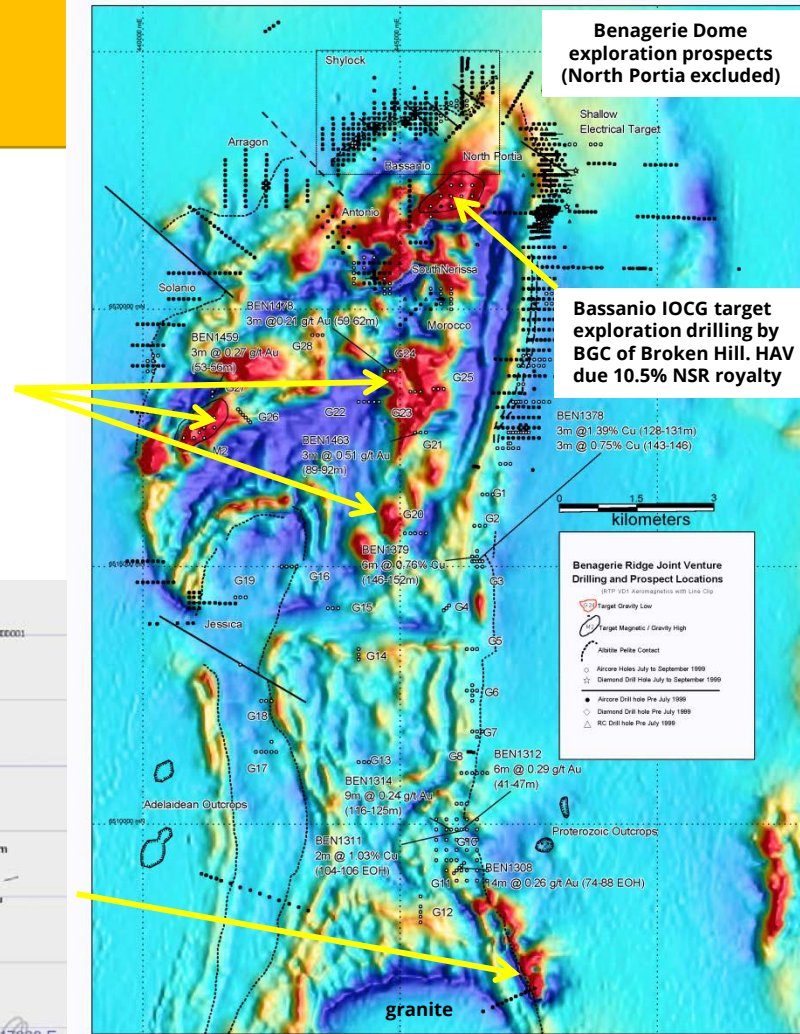 Benagerie Dome
exploration prospects
(North Portia excluded)
Shylock
Shallow
Electrical Target
Arragon
North Portia
Bassanio
Antonio
SouthNerissa
Solanio
3m @0.21 g/t Au (59-62m)
Morocco
BEN1459
3m @ 0.27 g/t Au
(53-56m)
G28
G24
G25
G27
G26
G22
G23
M2
G21
BEN1463
3m @ 0.51 g/t Au
(89-92m)
Bassanio IOCG target
exploration drilling by
BGC of Broken Hill. HAV
due 10.5% NSR royalty
BEN1378
3m @1.39% Cu (128-131m)
3m @ 0.75% Cu (143-146)
G1
G2
G20
0 1.5 3
kilometers
BEN1379
6m @ 0.76% Cu
(146-152m)
G3
G19
G16
G15
G4
Jessica
G5
G14
G6
G18
G7
G17
G13
G8
BEN1312
6m @ 0.29 g/t Au
(41-47m)
BEN1314
9m @ 0.24 g/t Au
(116-125m)
Adelaidean Outcrops
Proterozoic Outcrops
BEN1311
2m @ 1.03% Cu
(104-106 EOH)
G10
BEN1308
14m @ 0.26 g/t Au (74-88 EOH)
G11
G12
granite
Benagerie Ridge Joint Venture
Drilling and Prospect Locations
(RTP VD1 Aeromagnetics with Line Clip
Target Gravity Low
M2
Target Magnetic / Gravity High
Albitite Pelite Contact
Aircore Holes July to September 1999
Diamond Drill Hole July to September 1999
Aircore Drill hole Pre July 1999
Diamond Drill hole Pre July 1999
RC Drill hole Pre July 1999